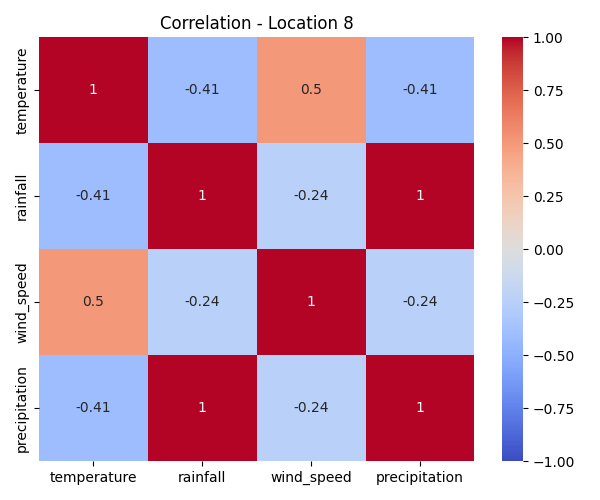 Correlation - Location 8
temperature
1
-0.41
0.5
-0.41
rainfall
-0.41
1
-0.24
1
wind_speed
0.5
-0.24
1
-0.24
precipitation
-0.41
1
-0.24
1
temperature
rainfall
wind_speed
precipitation
1.00
0.75
0.50
0.25
0.00
−0.25
−0.50
−0.75
−1.00